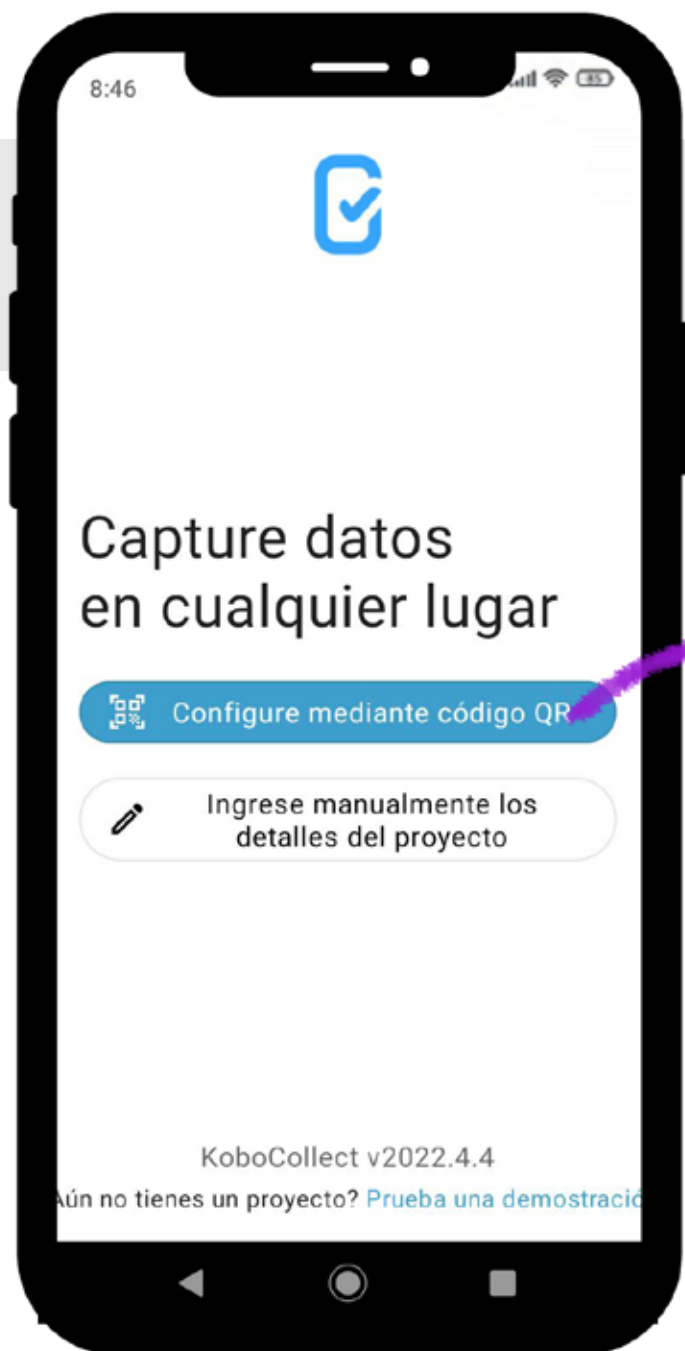 8:46
85
Capture datos
en cualquier lugar
Configure mediante código QR
Ingrese manualmente los
detalles del proyecto
KoboCollect v2022.4.4
Aún no tienes un proyecto? Prueba una demostració